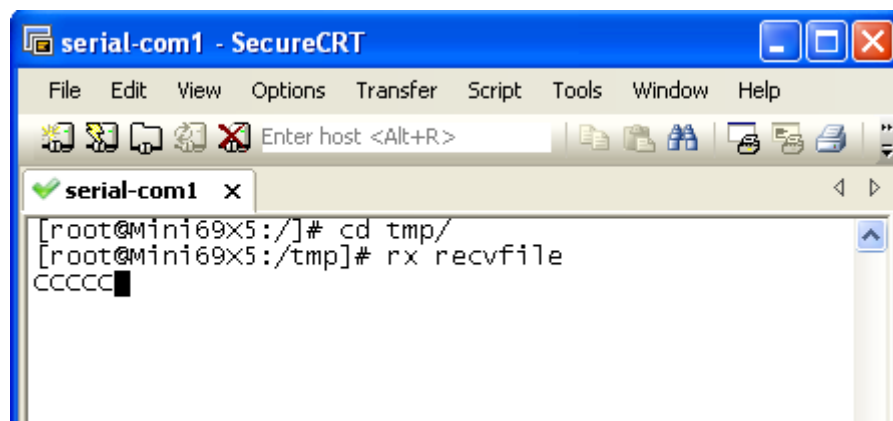 serial-com1 - SecureCRT
File Edit View Options Transfer Script Tools Window Help
Enter host <Alt+R>
serial-com1 x
[root@Mini69X5:/]# cd tmp/
[root@Mini69X5:/tmp]# rx recvfile
CCCCC